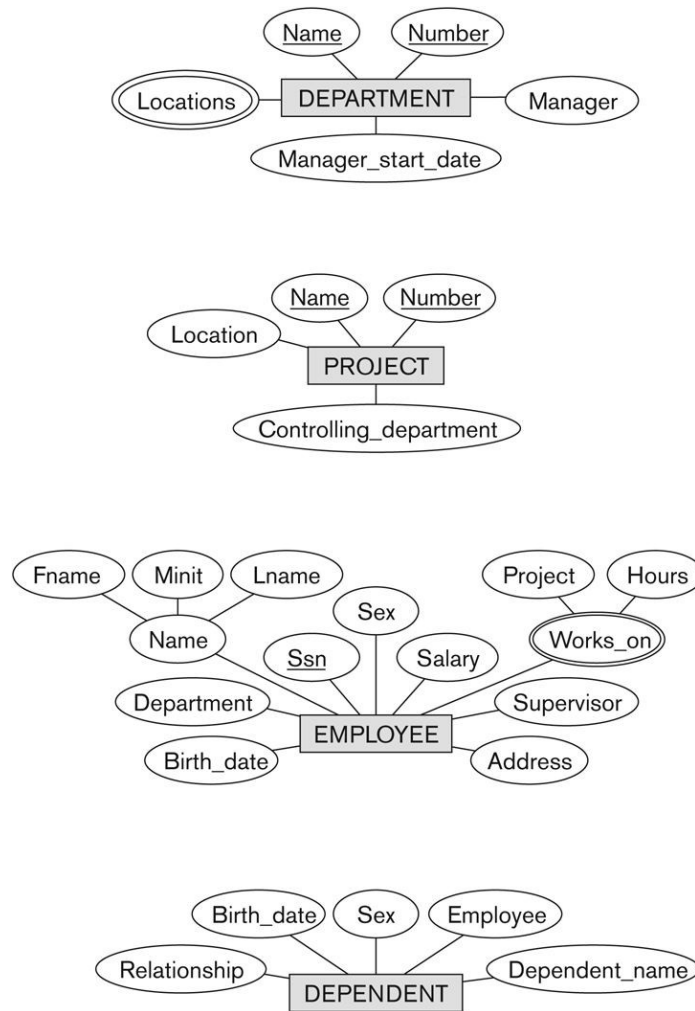 Name
Number
Locations
DEPARTMENT
Manager
Manager_start_date
Name
Number
Location
PROJECT
Controlling_department
Fname
Minit
Lname
Project
Hours
Sex
Name
Works_on
Ssn
Salary
Department
Supervisor
EMPLOYEE
Birth_date
Address
Birth_date
Sex
Employee
Relationship
Dependent_name
DEPENDENT